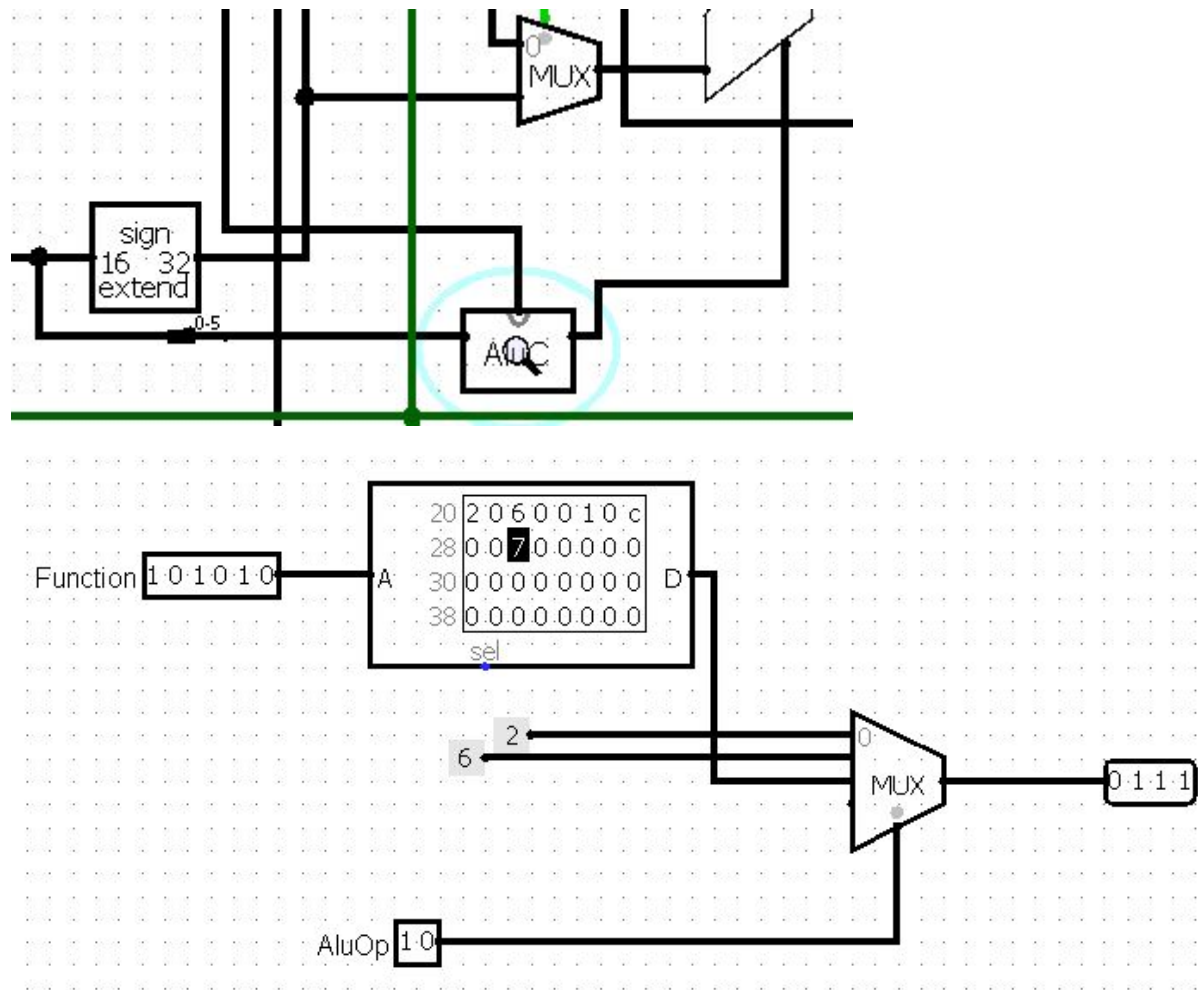 0
MUX
sign
16 32
extend
0-5
AluC
20 2 0 6 0 0 1 0 c
28 0 0 7 0 0 0 0 0
Function 1 0 1 0 1 0
A
30 0 0 0 0 0 0 0 0
D
38 0 0 0 0 0 0 0 0
sel
2
0
6
MUX
0 1 1 1
AluOp 1 0